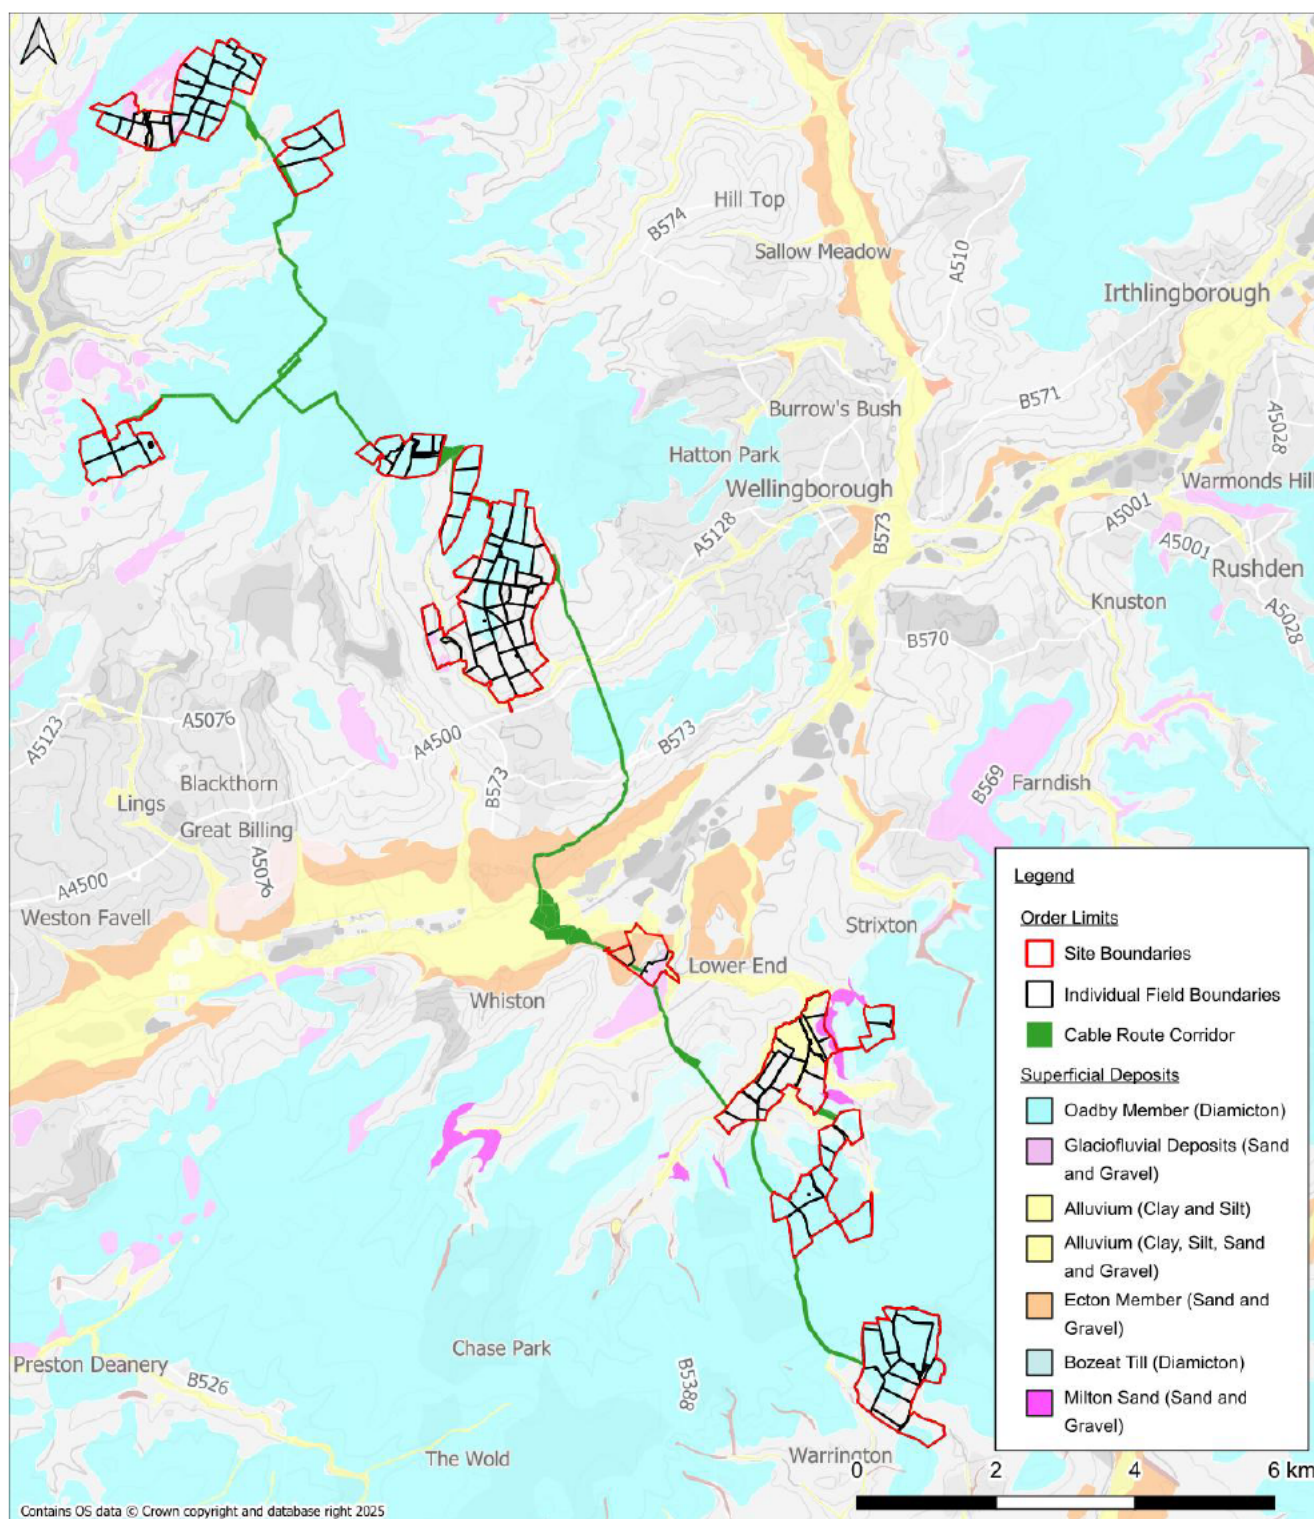 Hill Top
B574
Sallow Meadow
A510
Irthlingborough
B571
Burrow's Bush
A5028
Hatton Park
Wellingborough
Warmonds Hill
A5001
A5128
B573
A5001
Rushden
Knuston
A5028
B570
A5123
A5076
A4500
B573
Blackthorn
B569
Farndish
Lings
B573
Great Billing
A5076
A4500
Weston Favell
Strixton
Lower End
Whiston
Chase Park
Preston Deanery
B526
B5388
The Wold
Warrington
Legend
Order Limits
Site Boundaries
Individual Field Boundaries
Cable Route Corridor
Superficial Deposits
Oadby Member (Diamicton)
Glaciofluvial Deposits (Sand
and Gravel)
Alluvium (Clay and Silt)
Alluvium (Clay, Silt, Sand
and Gravel)
Ecton Member (Sand and
Gravel)
Bozeat Till (Diamicton)
Milton Sand (Sand and
Gravel)
0 2 4 6 km
Contains OS data © Crown copyright and database right 2025